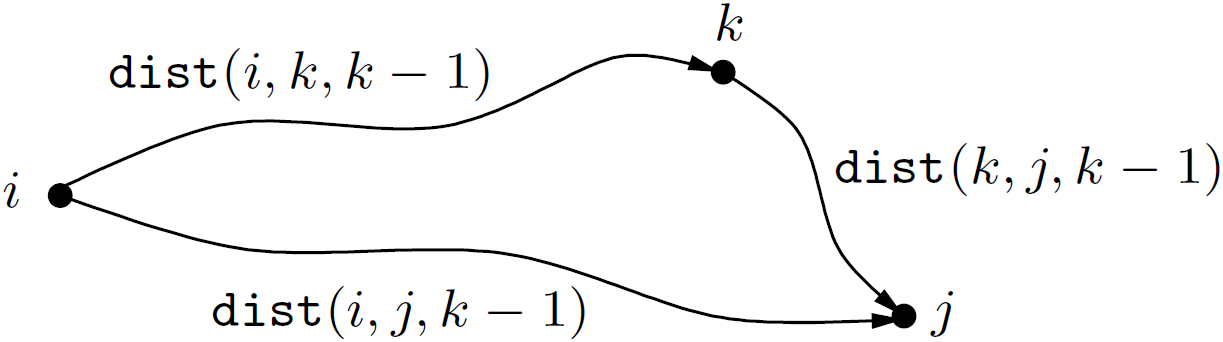 k
dist(i, k, k − 1)
dist(k, j, k − 1)
i
dist(i, j, k − 1)
j